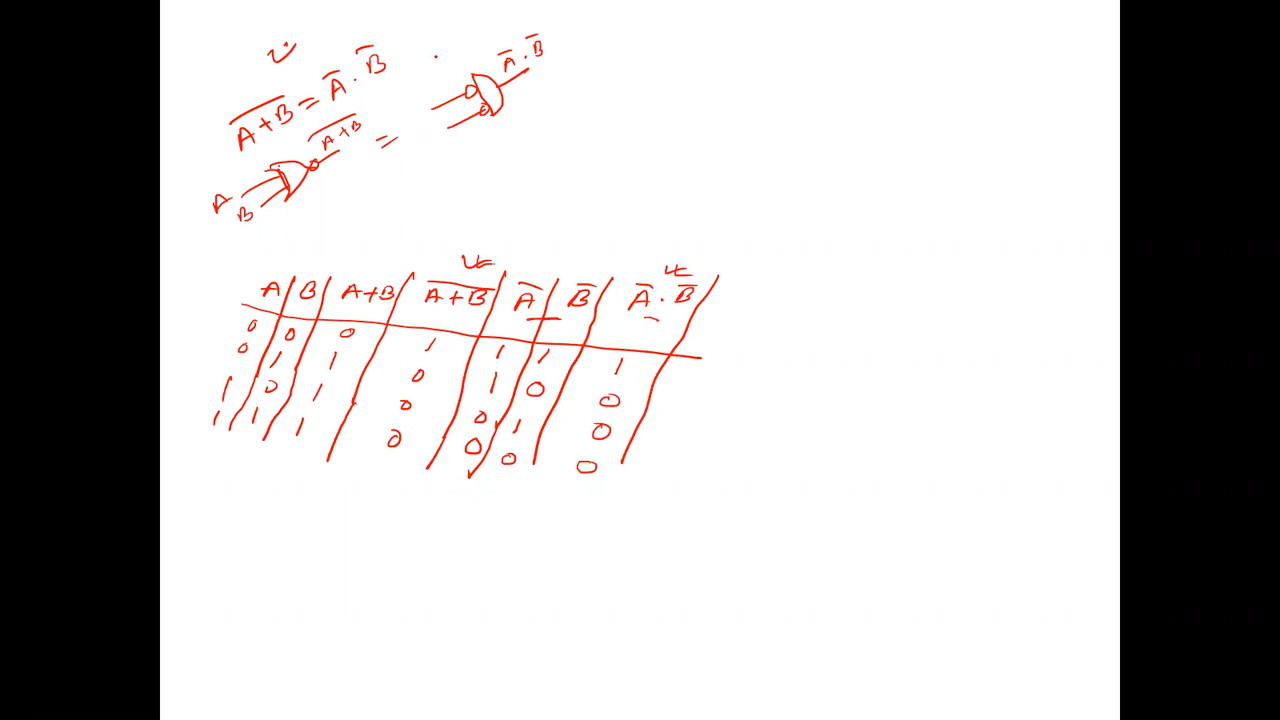 ii)
A̅+̅B̅ = A̅ . B̅
A̅ . B̅
A̅+̅B̅
=
A
B
A | B | A+B | A̅+̅B̅ | A̅ | B̅ | A̅ . B̅
0 0 0 1 1 1 1
0 1 1 0 1 0 0
1 0 1 0 0 1 0
1 1 1 0 0 0 0